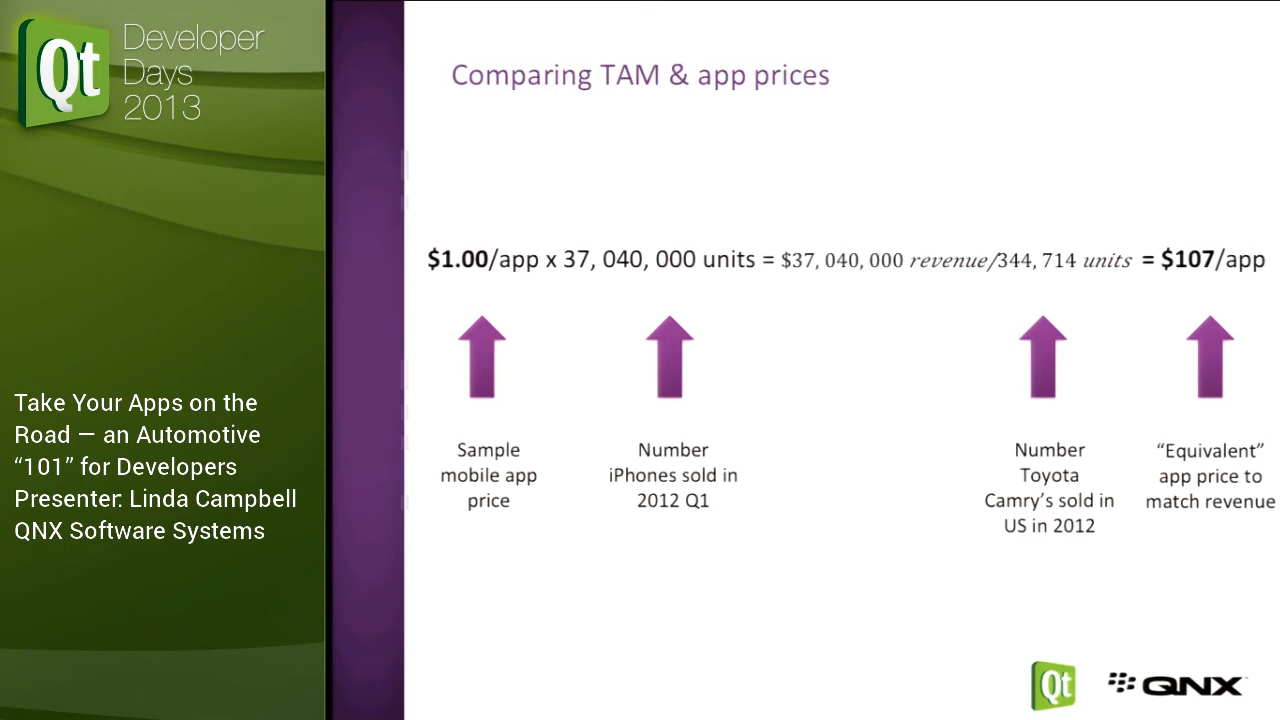 Qt
Developer
Days
2013
Take Your Apps on the
Road — an Automotive
“101” for Developers
Presenter: Linda Campbell
QNX Software Systems
Comparing TAM & app prices
$1.00/app x 37, 040, 000 units = $37, 040, 000 revenue/344, 714 units = $107/app
Sample
mobile app
price
Number
iPhones sold in
2012 Q1
Number
Toyota
Camry’s sold in
US in 2012
“Equivalent”
app price to
match revenue
Qt
QNX